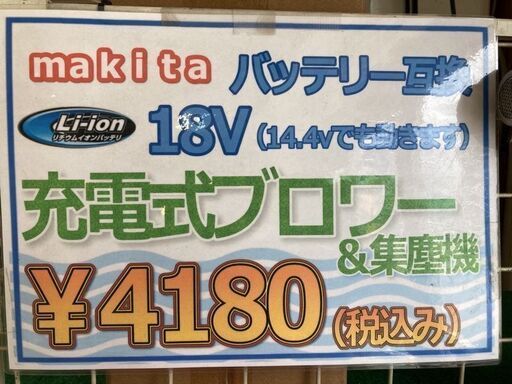 makita バッテリー互換
Li-ion
リチウムイオンバッテリ
18V (14.4vでも動きます)
充電式ブロワー
&集塵機
¥4180 (税込み)